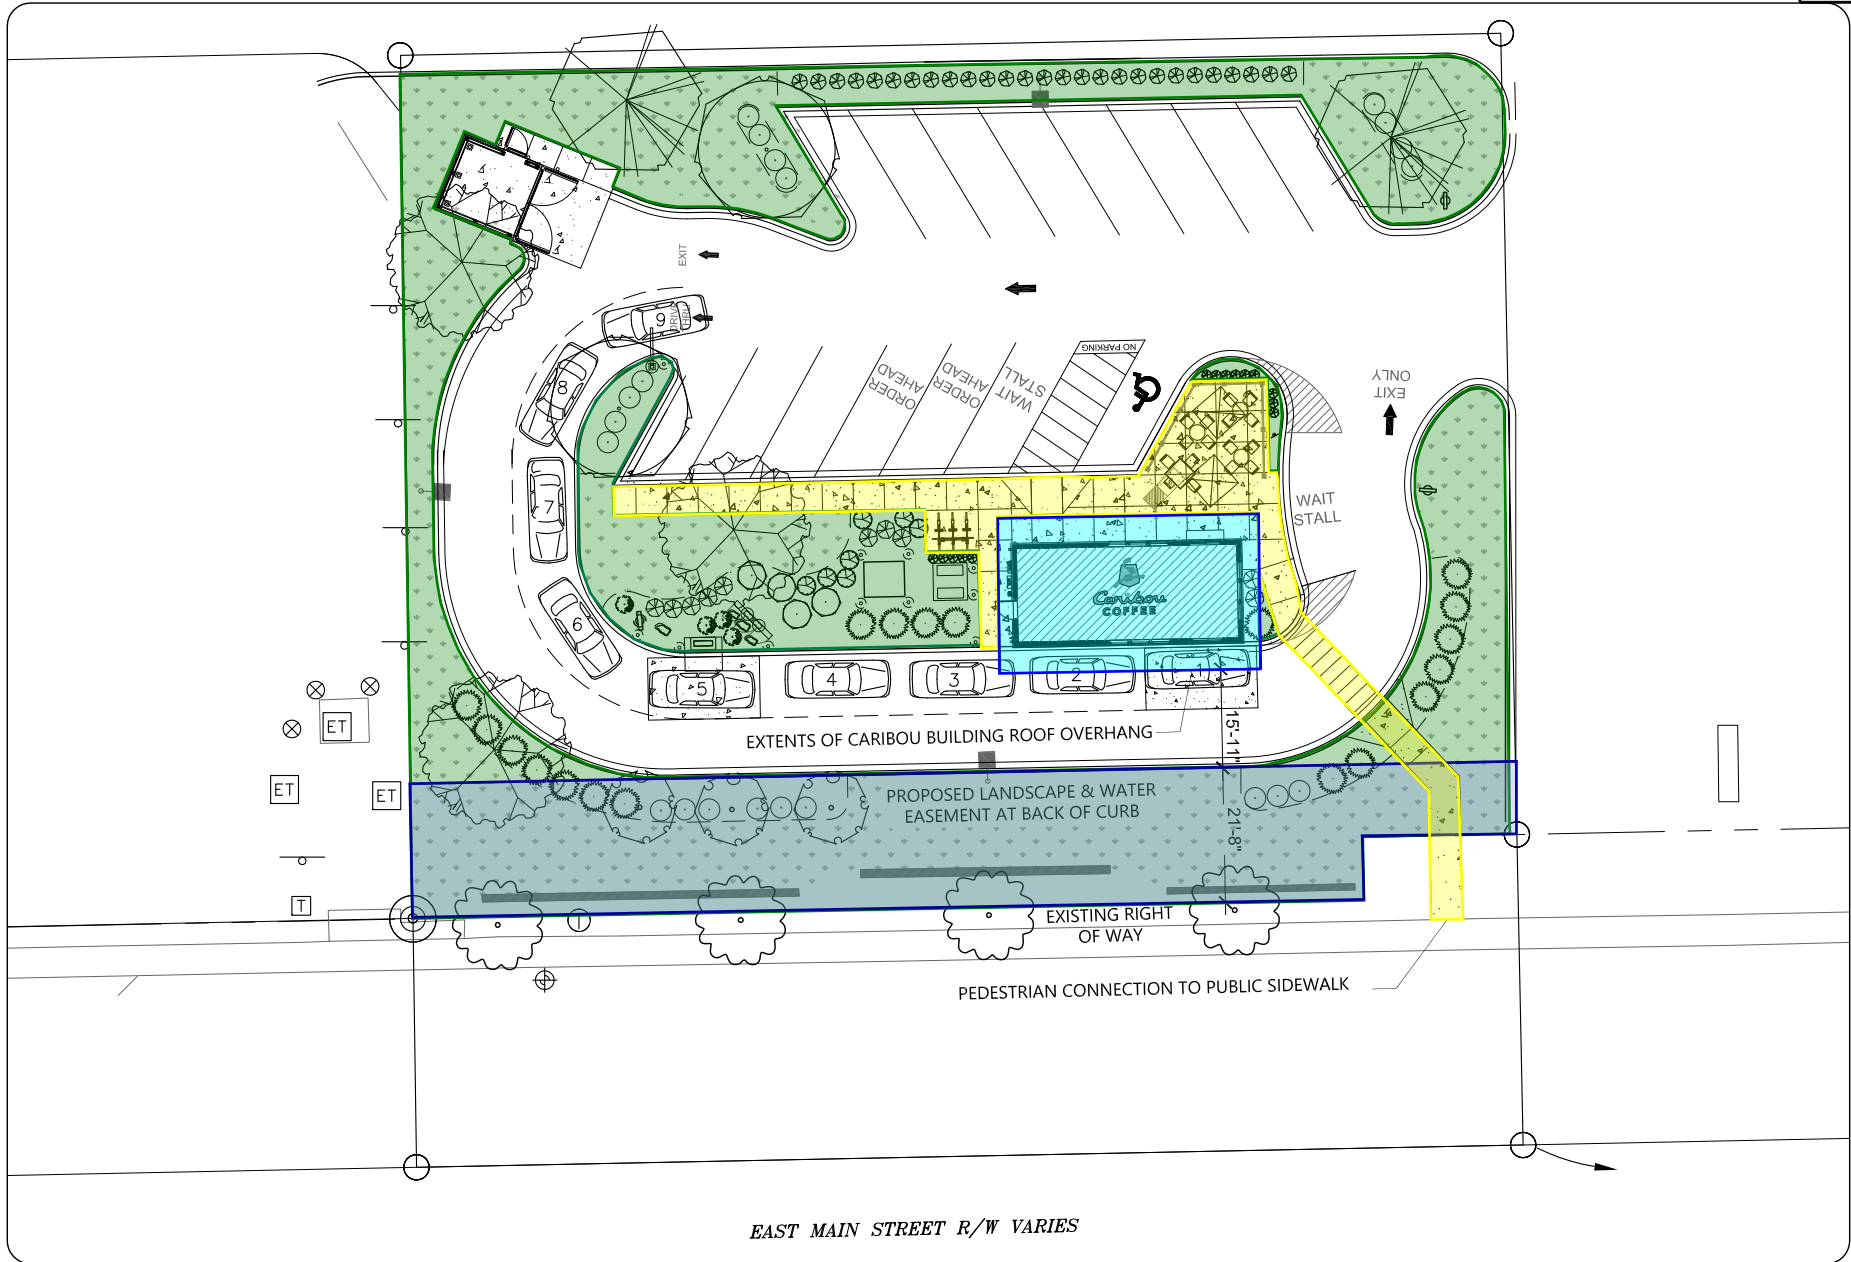 EXIT
DRIVE
THRU
9
8
7
6
5
4
3
2
1
ORDER
AHEAD
ORDER
AHEAD
WAIT
STALL
NO PARKING
EXIT
ONLY
WAIT
STALL
Caribou
COFFEE
EXTENTS OF CARIBOU BUILDING ROOF OVERHANG
15'-11"
PROPOSED LANDSCAPE & WATER
EASEMENT AT BACK OF CURB
21'-8"
ET
ET
ET
T
T
EXISTING RIGHT
OF WAY
PEDESTRIAN CONNECTION TO PUBLIC SIDEWALK
EAST MAIN STREET R/W VARIES